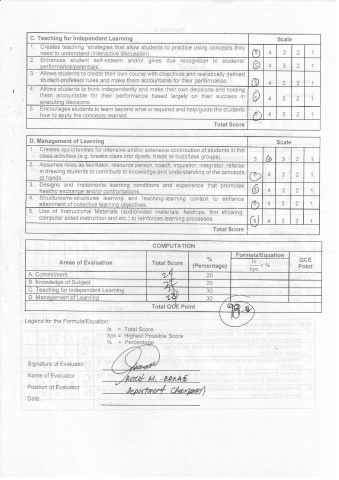 C. Teaching for Independent Learning Scale
1. Creates teaching strategies that allow students to practice using concepts they need to understand (interactive discussion). 5 4 3 2 1
2. Enhances student self-esteem and/or gives due recognition to students' performance/potentials. 5 4 3 2 1
3. Allows students to create their own course with objectives and realistically defined student-professor rules and make them accountable for their performance. 5 4 3 2 1
4. Allows students to think independently and make their own decisions and holding them accountable for their performance based largely on their success in executing decisions. 5 4 3 2 1
5. Encourages students to learn beyond what is required and help/guide the students how to apply the concepts learned. 5 4 3 2 1
Total Score
D. Management of Learning Scale
1. Creates opportunities for intensive and/or extensive contribution of students in the class activities (e.g. breaks class into dyads, triads or buzz/task groups). 5 4 3 2 1
2. Assumes roles as facilitator, resource person, coach, inquisitor, integrator, referee in drawing students to contribute to knowledge and understanding of the concepts at hands. 5 4 3 2 1
3. Designs and implements learning conditions and experience that promotes healthy exchange and/or confrontations. 5 4 3 2 1
4. Structures/re-structures learning and teaching-learning context to enhance attainment of collective learning objectives. 5 4 3 2 1
5. Use of Instructional Materials (audio/video materials: fieldtrips, film showing, computer aided instruction and etc.) to reinforces learning processes. 5 4 3 2 1
Total Score
COMPUTATION
Areas of Evaluation Total Score % (Percentage) Formula/Equation ts/hps x % QCE Point
A. Commitment 30
B. Knowledge of Subject 20
C. Teaching for Independent Learning 30
D. Management of Learning 30
Total QCE Point
Legend for the Formula/Equation:
ts = Total Score
hps = Highest Possible Score
% = Percentage
Signature of Evaluator
Name of Evaluator
Position of Evaluator Department Chairman
Date